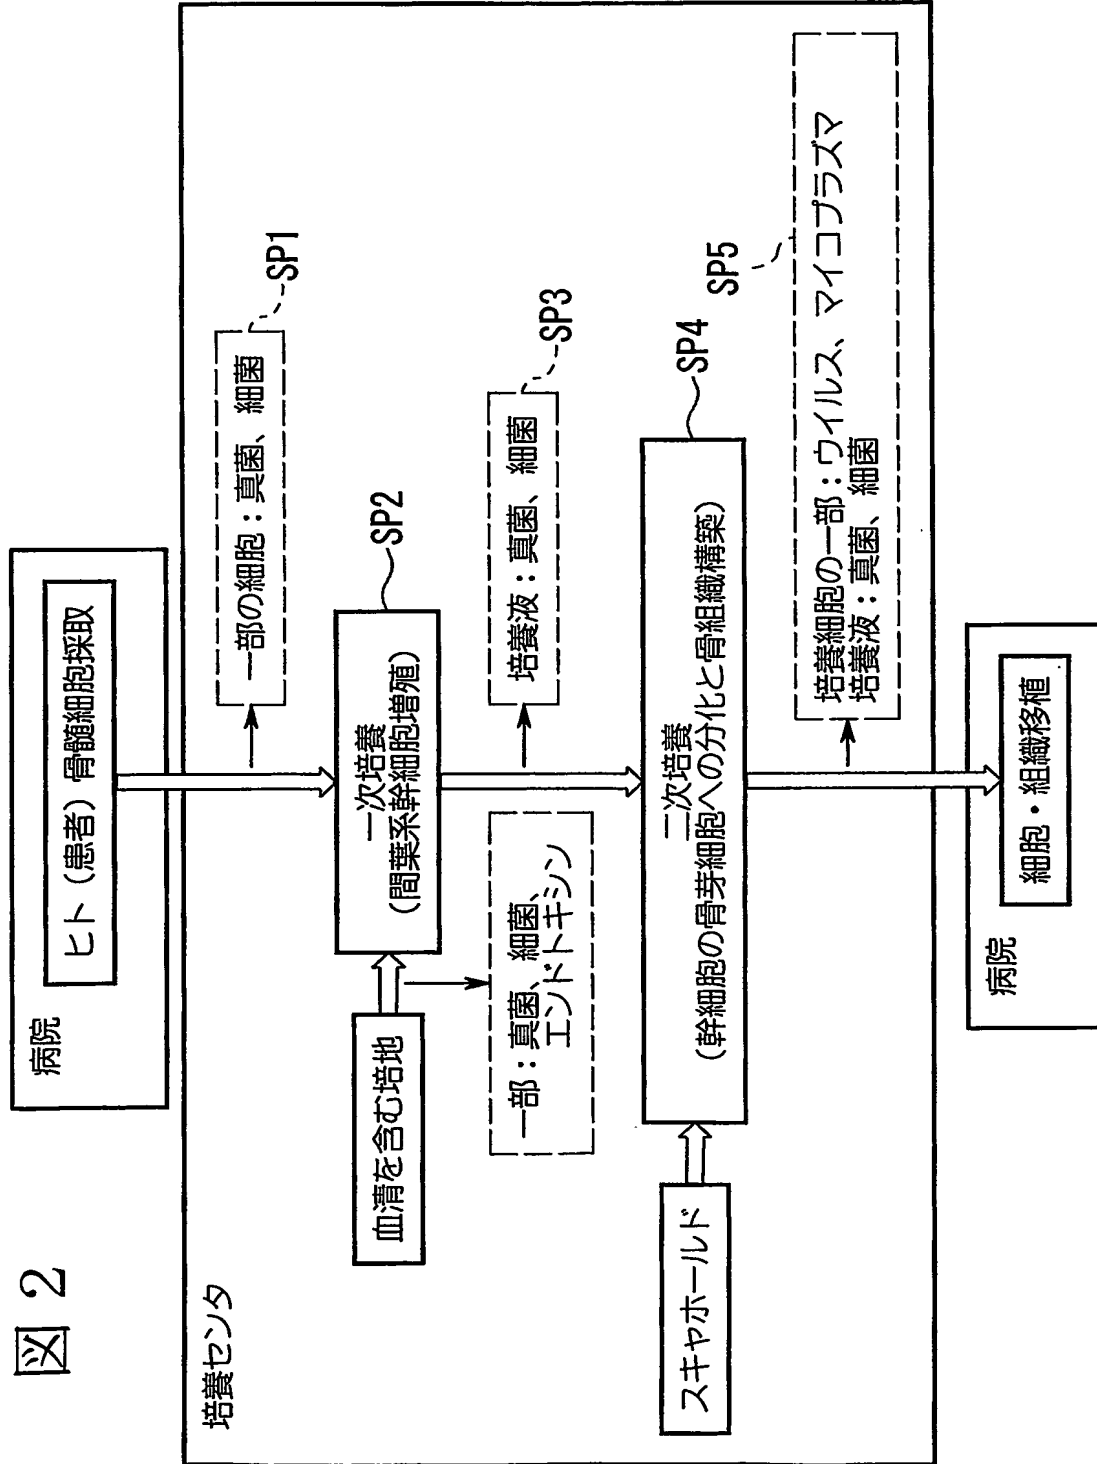 図 2
病院
ヒト(患者)骨髄細胞採取
培養センタ
一部の細胞:真菌、細菌
SP1
血清を含む培地
二次培養
(間葉系幹細胞増殖)
SP2
一部:真菌、細菌、
エンドトキシン
培養液:真菌、細菌
SP3
スキャホールド
二次培養
(幹細胞の骨芽細胞への分化と骨組織構築)
SP4
培養細胞の一部:ウイルス、マイコプラズマ
培養液:真菌、細菌
SP5
病院
細胞・組織移植